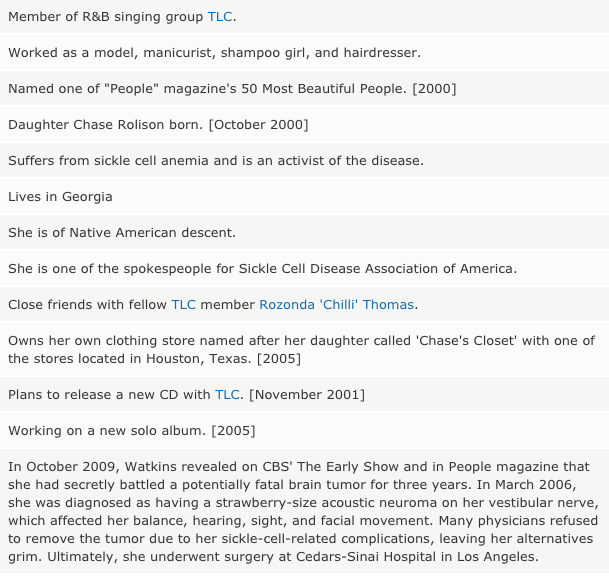 Member of R&B singing group TLC.
Worked as a model, manicurist, shampoo girl, and hairdresser.
Named one of "People" magazine's 50 Most Beautiful People. [2000]
Daughter Chase Rolison born. [October 2000]
Suffers from sickle cell anemia and is an activist of the disease.
Lives in Georgia
She is of Native American descent.
She is one of the spokespeople for Sickle Cell Disease Association of America.
Close friends with fellow TLC member Rozonda 'Chilli' Thomas.
Owns her own clothing store named after her daughter called 'Chase's Closet' with one of
the stores located in Houston, Texas. [2005]
Plans to release a new CD with TLC. [November 2001]
Working on a new solo album. [2005]
In October 2009, Watkins revealed on CBS' The Early Show and in People magazine that
she had secretly battled a potentially fatal brain tumor for three years. In March 2006,
she was diagnosed as having a strawberry-size acoustic neuroma on her vestibular nerve,
which affected her balance, hearing, sight, and facial movement. Many physicians refused
to remove the tumor due to her sickle-cell-related complications, leaving her alternatives
grim. Ultimately, she underwent surgery at Cedars-Sinai Hospital in Los Angeles.